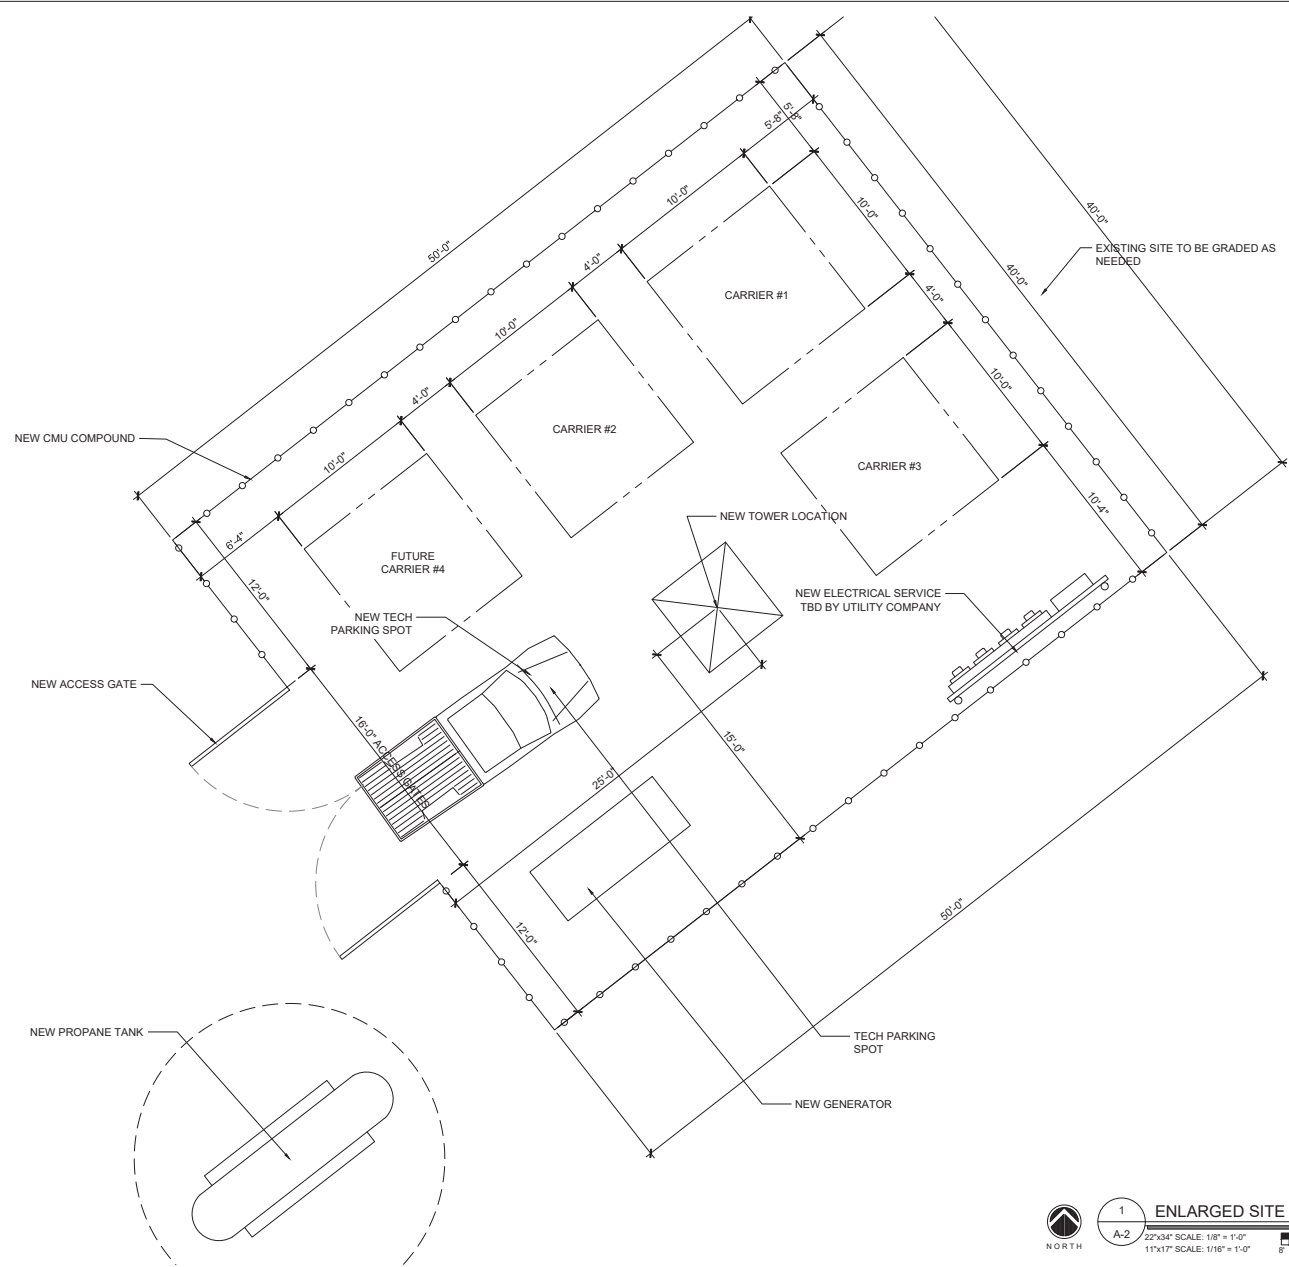 50'-0"
5'-8"
5'-8"
10'-0"
40'-0"
10'-0"
EXISTING SITE TO BE GRADED AS
NEEDED
4'-0"
40'-0"
CARRIER #1
4'-0"
10'-0"
4'-0"
10'-0"
CARRIER #2
NEW CMU COMPOUND
10'-0"
CARRIER #3
10'-4"
NEW TOWER LOCATION
6'-4"
FUTURE
CARRIER #4
12'-0"
NEW ELECTRICAL SERVICE
TBD BY UTILITY COMPANY
NEW TECH
PARKING SPOT
NEW ACCESS GATE
16'-0" ACCESS GATES
15'-0"
25'-0"
50'-0"
12'-0"
NEW PROPANE TANK
TECH PARKING
SPOT
NEW GENERATOR
NORTH
1
A-2
ENLARGED SITE
22"x34" SCALE: 1/8" = 1'-0"
11"x17" SCALE: 1/16" = 1'-0"
8'